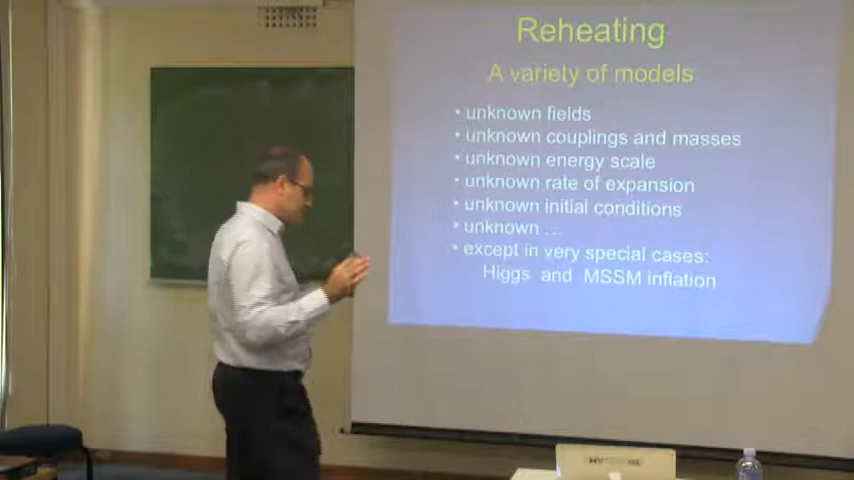 Reheating
A variety of models
• unknown fields
• unknown couplings and masses
• unknown energy scale
• unknown rate of expansion
• unknown initial conditions
• unknown ...
• except in very special cases:
Higgs and MSSM inflation